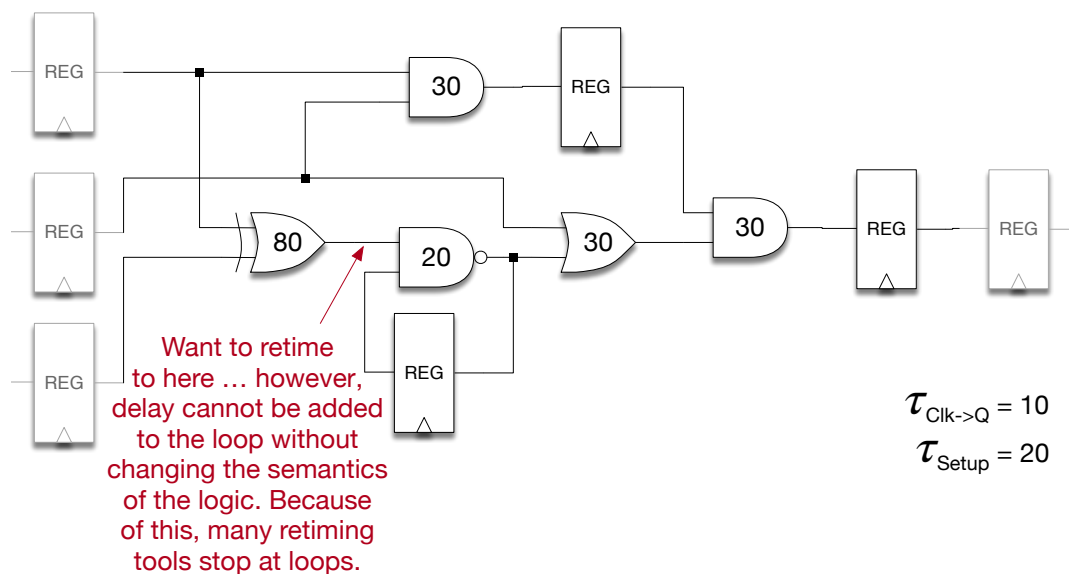 REG
30
REG
REG
80
20
30
30
REG
REG
REG
REG
Want to retime
to here … however,
delay cannot be added
to the loop without
changing the semantics
of the logic. Because
of this, many retiming
tools stop at loops.
τClk->Q = 10
τSetup = 20